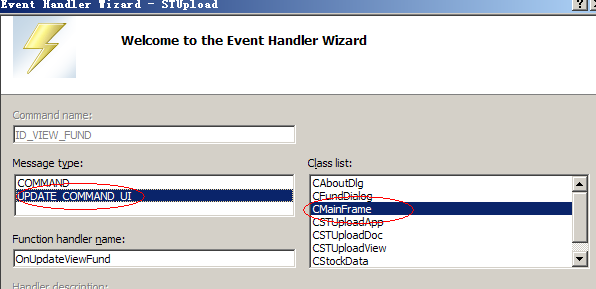 Event Handler Wizard - STUpload
Welcome to the Event Handler Wizard
Command name:
ID_VIEW_FUND
Message type:
COMMAND
UPDATE_COMMAND_UI
Class list:
CAboutDlg
CFundDialog
CMainFrame
CSTUploadApp
CSTUploadDoc
CSTUploadView
CStockData
Function handler name:
OnUpdateViewFund
Handler description: